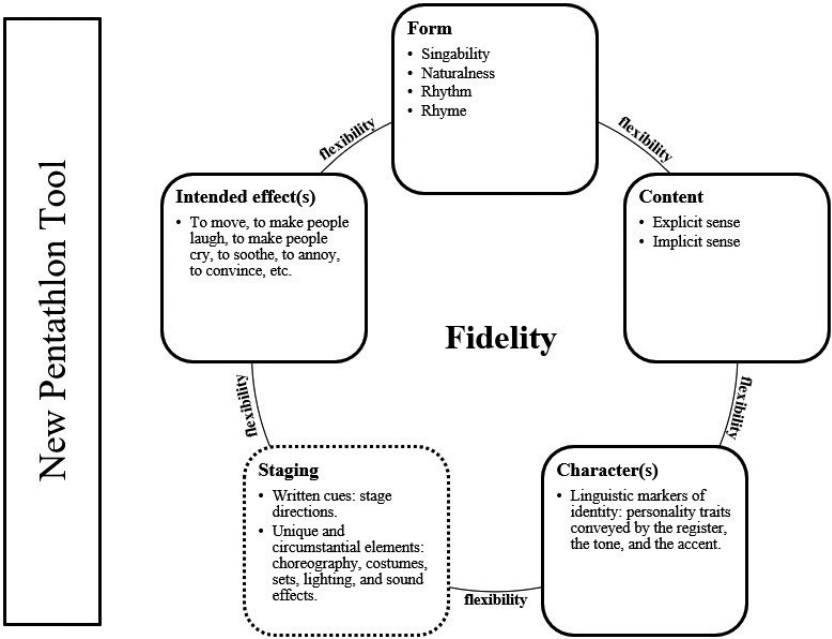 New Pentathlon Tool
Form
• Singability
• Naturalness
• Rhythm
• Rhyme
flexibility
flexibility
Intended effect(s)
• To move, to make people
laugh, to make people
cry, to soothe, to annoy,
to convince, etc.
Content
• Explicit sense
• Implicit sense
Fidelity
flexibility
flexibility
Staging
• Written cues: stage
directions.
• Unique and
circumstantial elements:
choreography, costumes,
sets, lighting, and sound
effects.
Character(s)
• Linguistic markers of
identity: personality traits
conveyed by the register,
the tone, and the accent.
flexibility